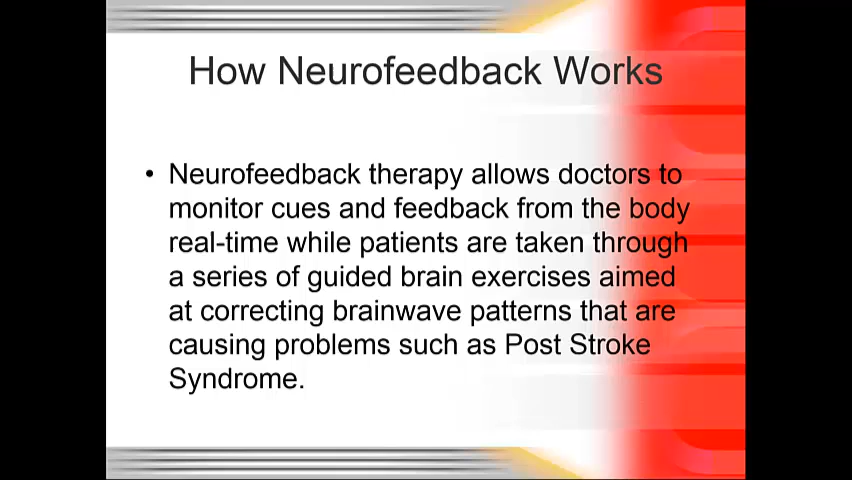 How Neurofeedback Works
• Neurofeedback therapy allows doctors to
monitor cues and feedback from the body
real-time while patients are taken through
a series of guided brain exercises aimed
at correcting brainwave patterns that are
causing problems such as Post Stroke
Syndrome.